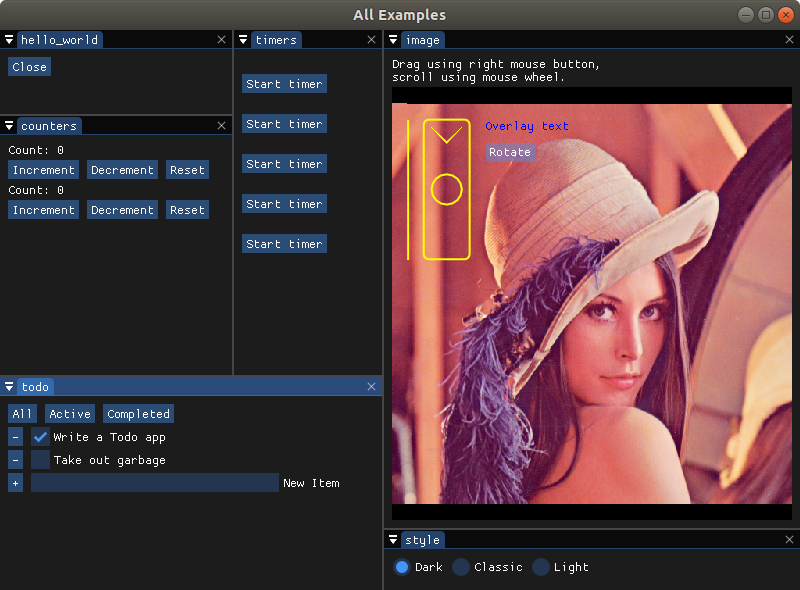 All Examples
hello_world
Close
counters
Count: 0
Increment Decrement Reset
Count: 0
Increment Decrement Reset
timers
Start timer
Start timer
Start timer
Start timer
Start timer
todo
All Active Completed
- Write a Todo app
- Take out garbage
+ New Item
image
Drag using right mouse button,
scroll using mouse wheel.
Overlay text
Rotate
style
Dark Classic Light